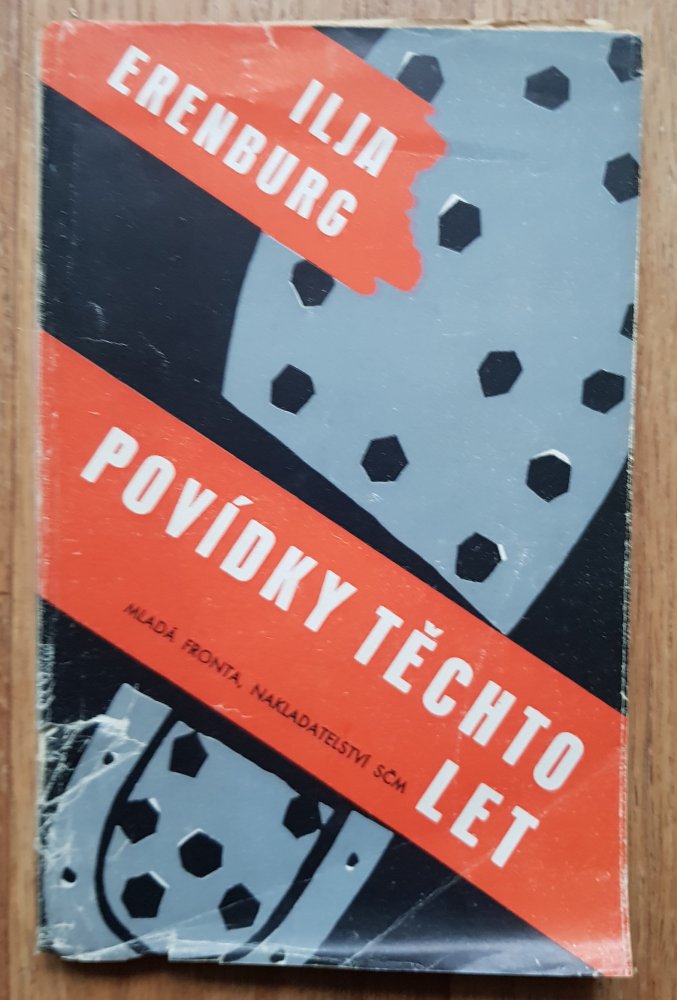 ILJA
ERENBURG
POVÍDKY TĚCHTO
LET
MLADÁ FRONTA, NAKLADATELSTVÍ SČM